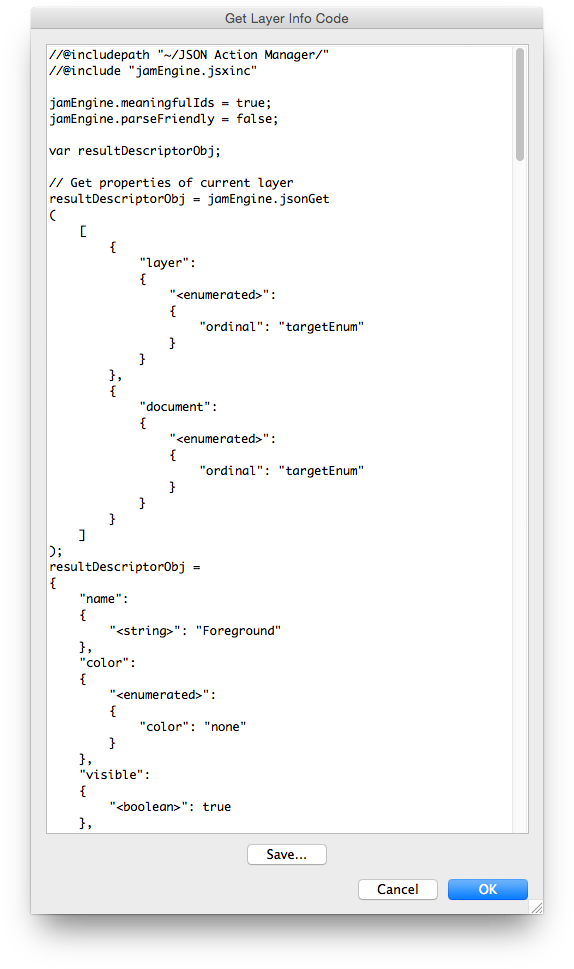 Get Layer Info Code
//@includepath "~/JSON Action Manager/"
//@include "jamEngine.jsxinc"

jamEngine.meaningfulIds = true;
jamEngine.parseFriendly = false;

var resultDescriptorObj;

// Get properties of current layer
resultDescriptorObj = jamEngine.jsonGet
(
    [
        {
            "layer":
            {
                "<enumerated>":
                {
                    "ordinal": "targetEnum"
                }
            }
        },
        {
            "document":
            {
                "<enumerated>":
                {
                    "ordinal": "targetEnum"
                }
            }
        }
    ]
);
resultDescriptorObj =
{
    "name":
    {
        "<string>": "Foreground"
    },
    "color":
    {
        "<enumerated>":
        {
            "color": "none"
        }
    },
    "visible":
    {
        "<boolean>": true
    },
Save...
Cancel
OK